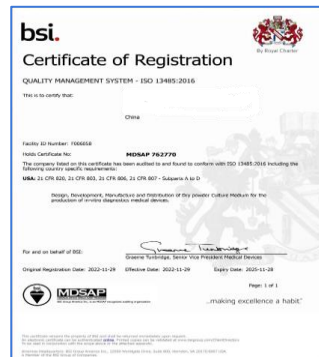 bsi.
By Royal Charter
Certificate of Registration
QUALITY MANAGEMENT SYSTEM - ISO 13485:2016
This is to certify that:
China
Facility ID Number: F006058
Holds Certificate No:
MDSAP 762770
The company listed on this certificate has been audited to and found to conform with ISO 13485:2016 including the
following country specific requirements:
USA: 21 CFR 820, 21 CFR 803, 21 CFR 806, 21 CFR 807 - Subparts A to D
Design, Development, Manufacture and Distribution of Dry powder Culture Medium for the
production of in-vitro diagnostics medical devices.
For and on behalf of BSI:
Graeme Tunbridge, Senior Vice President Medical Devices
Original Registration Date: 2022-11-29
Effective Date: 2022-11-29
Expiry Date: 2025-11-28
Page: 1 of 1
MDSAP
...making excellence a habit.